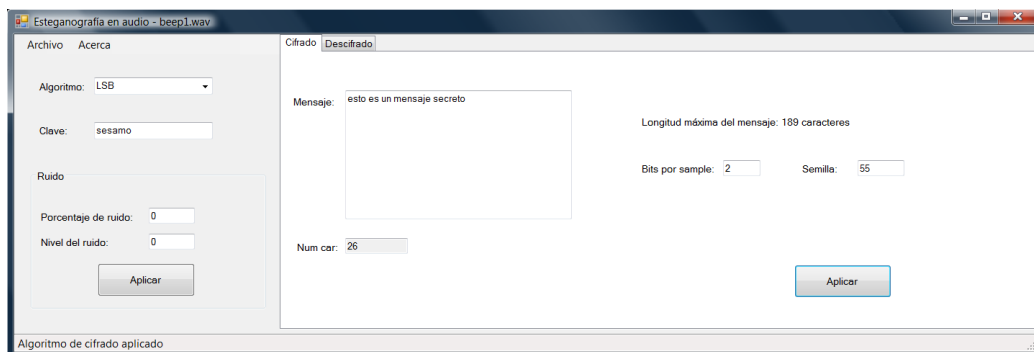 Esteganografía en audio - beep1.wav
Archivo Acerca
Cifrado Descifrado
Algoritmo: LSB
Clave: sesamo
Mensaje: esto es un mensaje secreto
Longitud máxima del mensaje: 189 caracteres
Bits por sample: 2 Semilla: 55
Ruido
Porcentaje de ruido: 0
Nivel del ruido: 0
Num car: 26
Aplicar
Aplicar
Algoritmo de cifrado aplicado